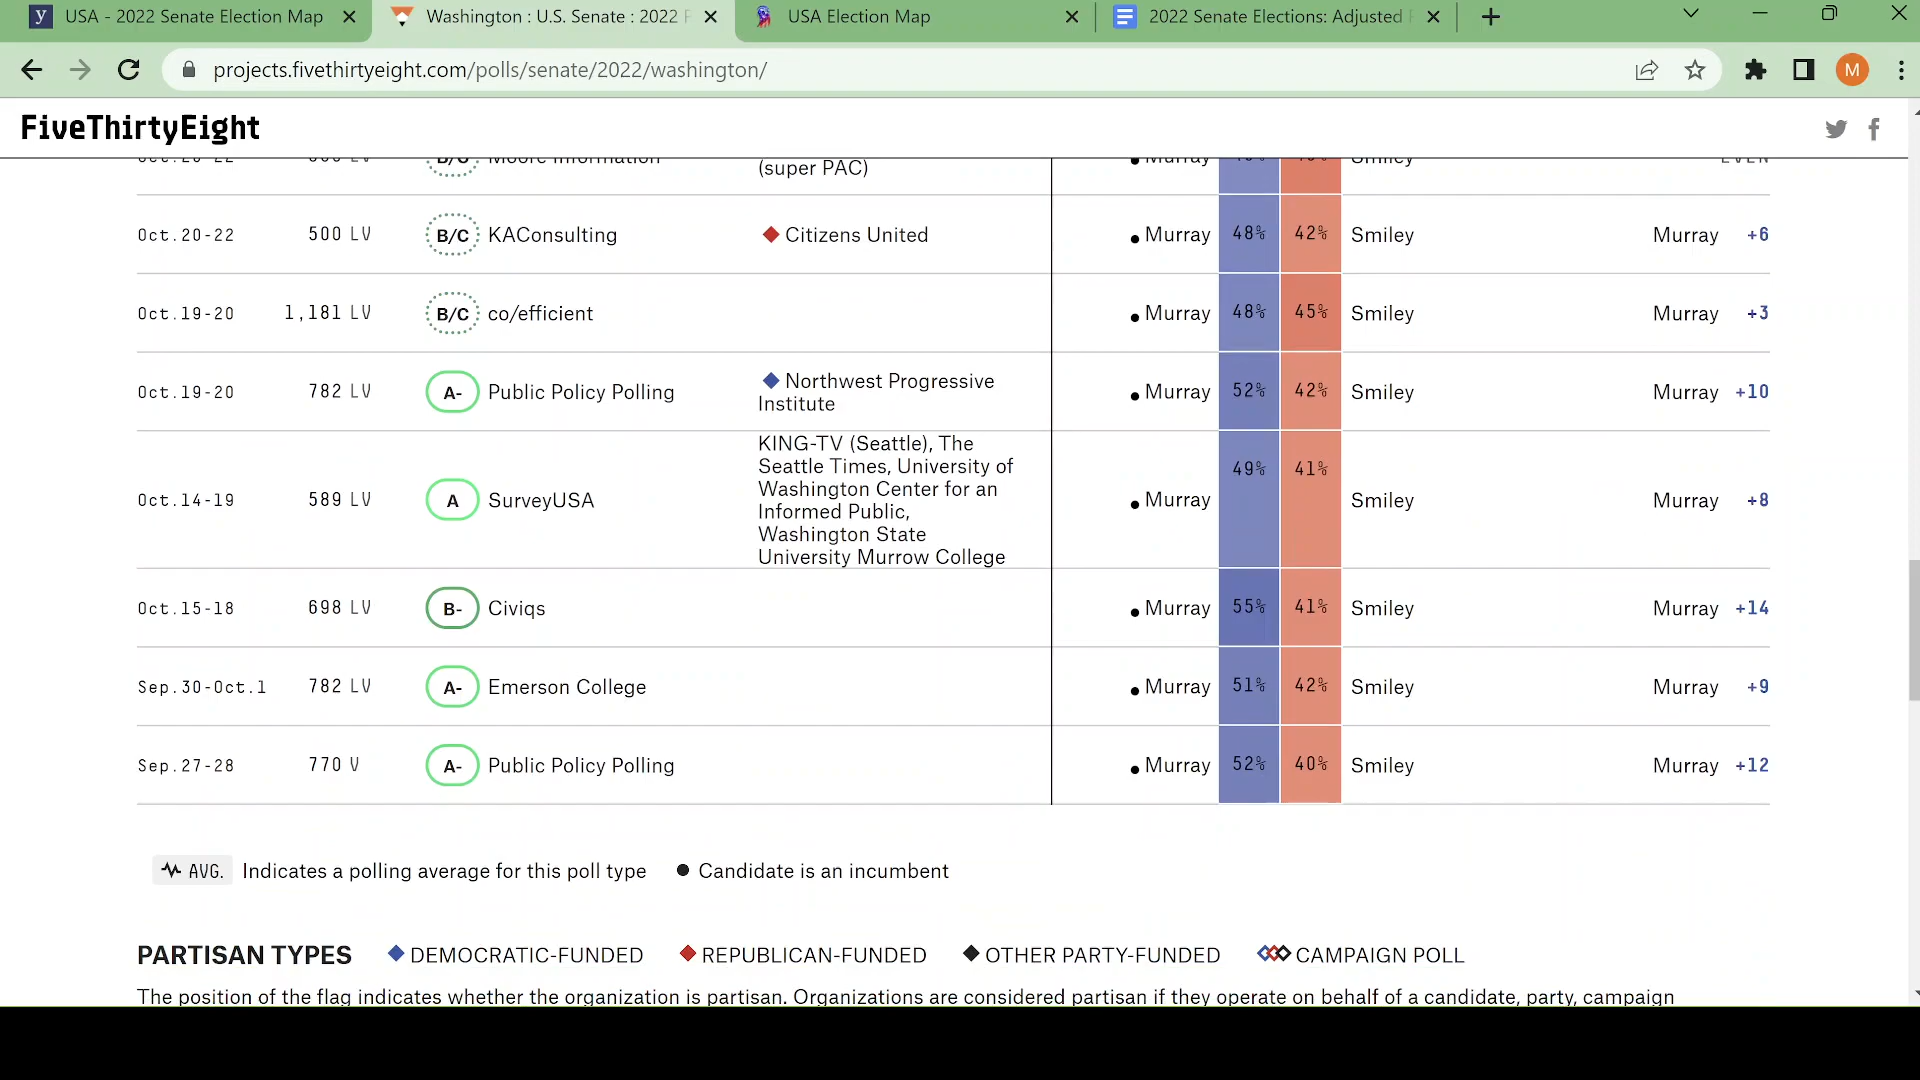 y USA - 2022 Senate Election Map
Washington : U.S. Senate : 2022
USA Election Map
2022 Senate Elections: Adjusted
projects.fivethirtyeight.com/polls/senate/2022/washington/
M
FiveThirtyEight
Oct.20-22 LV B/C Moore Information (super PAC) Murray Smiley EVEN
Oct.20-22 500 LV B/C KAConsulting Citizens United Murray 48% 42% Smiley Murray +6
Oct.19-20 1,181 LV B/C co/efficient Murray 48% 45% Smiley Murray +3
Oct.19-20 782 LV A- Public Policy Polling Northwest Progressive
Institute Murray 52% 42% Smiley Murray +10
KING-TV (Seattle), The
Seattle Times, University of
Washington Center for an
Oct.14-19 589 LV A SurveyUSA Informed Public, Murray 49% 41% Smiley Murray +8
Washington State
University Murrow College
Oct.15-18 698 LV B- Civiqs Murray 55% 41% Smiley Murray +14
Sep.30-Oct.1 782 LV A- Emerson College Murray 51% 42% Smiley Murray +9
Sep.27-28 770 V A- Public Policy Polling Murray 52% 40% Smiley Murray +12
AVG. Indicates a polling average for this poll type Candidate is an incumbent
PARTISAN TYPES DEMOCRATIC-FUNDED REPUBLICAN-FUNDED OTHER PARTY-FUNDED CAMPAIGN POLL
The position of the flag indicates whether the organization is partisan. Organizations are considered partisan if they operate on behalf of a candidate, party, campaign